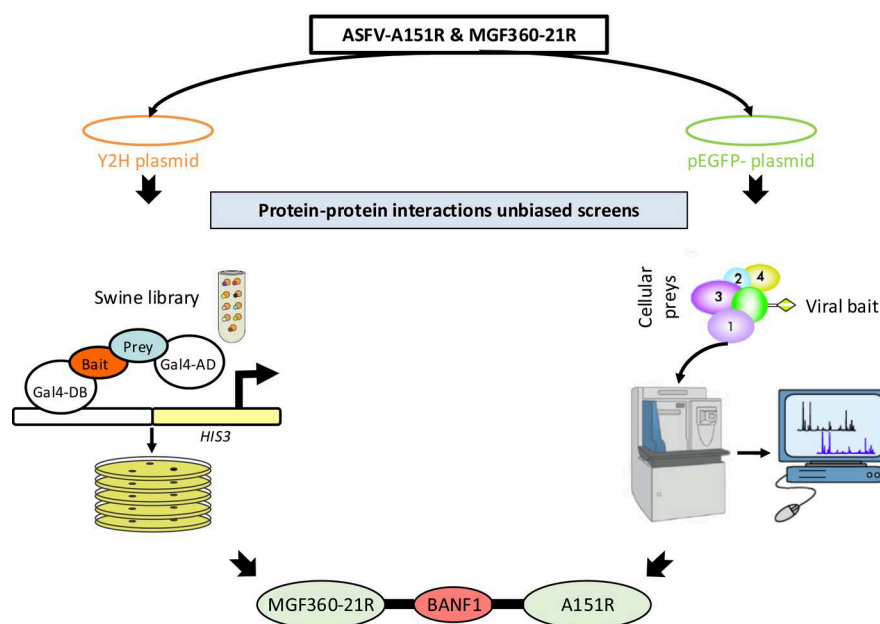 ASFV-A151R & MGF360-21R
Y2H plasmid
pEGFP- plasmid
Protein-protein interactions unbiased screens
Swine library
Prey
Bait
Gal4-AD
Gal4-DB
HIS3
Cellular
preys
2
4
3
1
Viral bait
MGF360-21R
BANF1
A151R